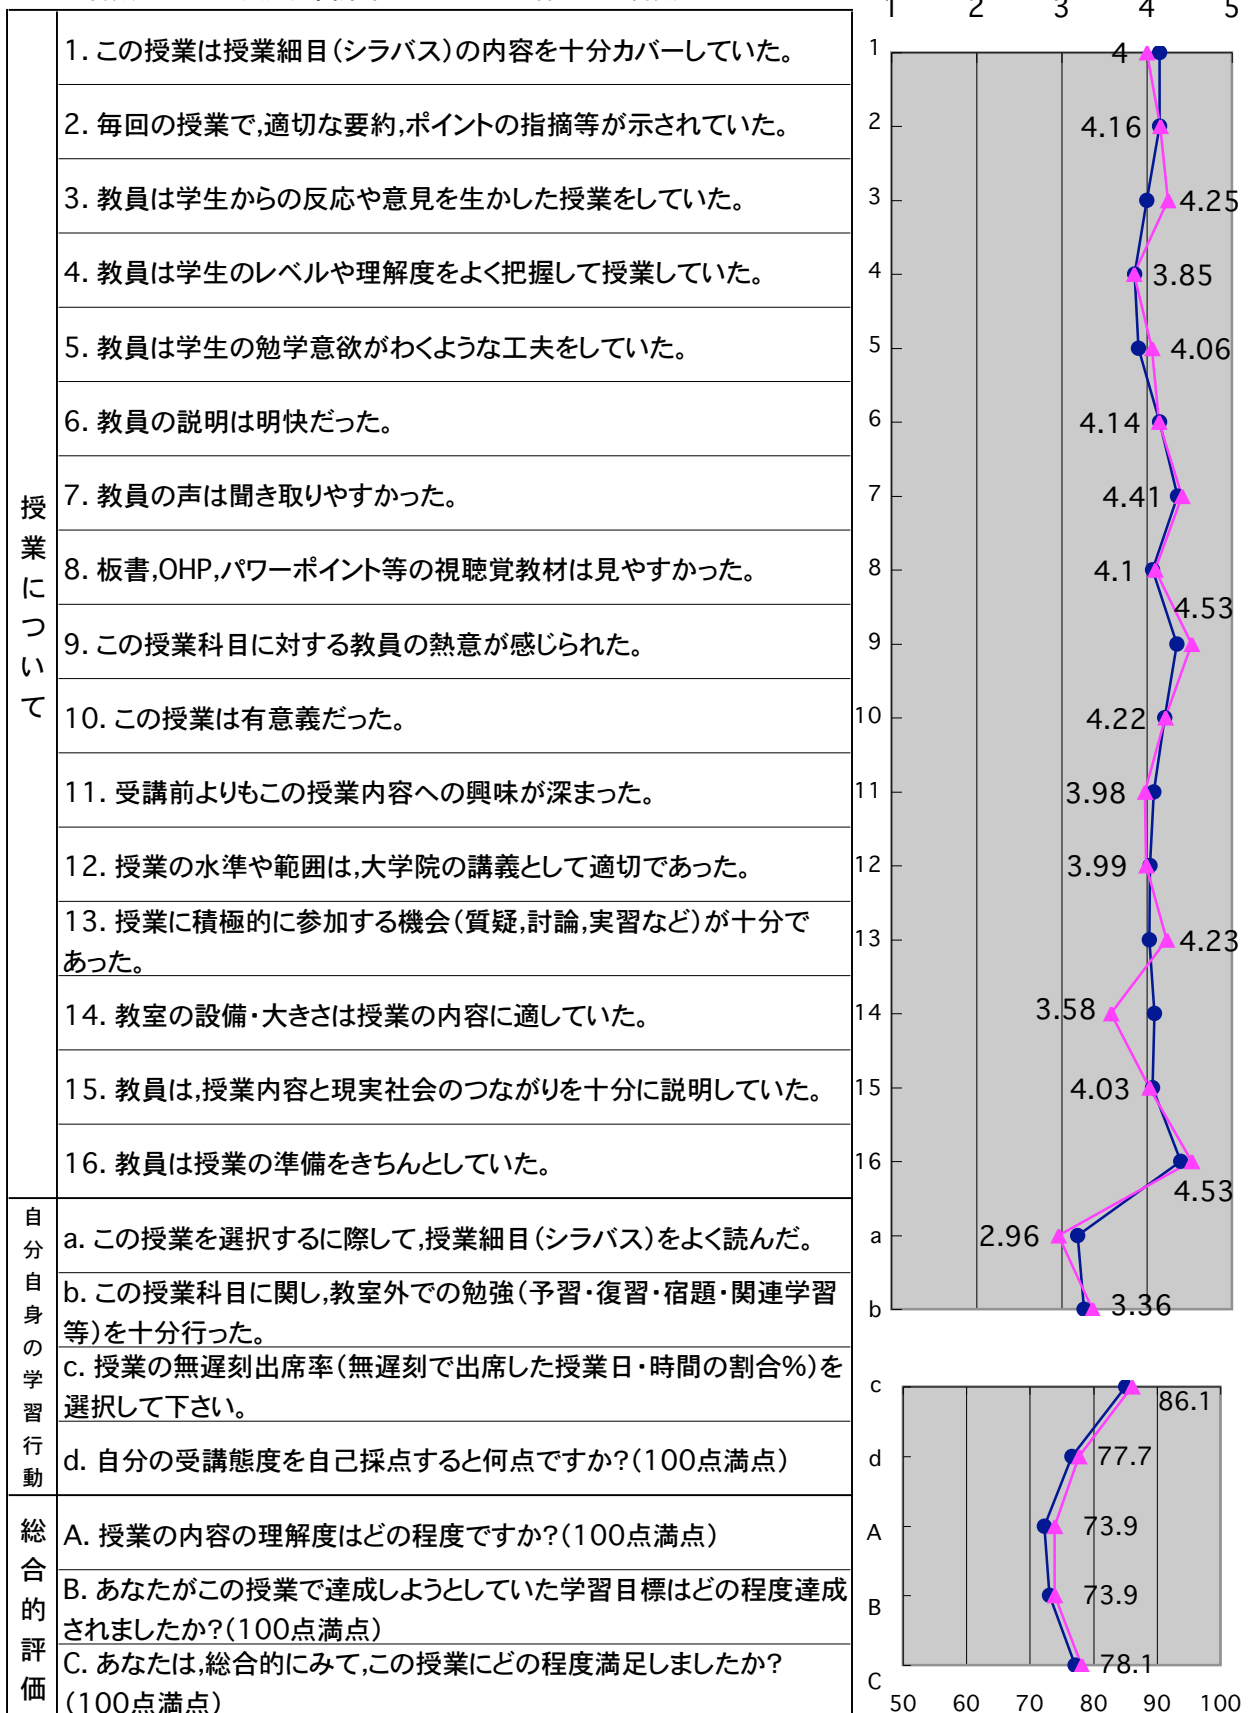 1 2 3 4 5
授業について
1. この授業は授業細目(シラバス)の内容を十分カバーしていた。
2. 毎回の授業で,適切な要約,ポイントの指摘等が示されていた。
3. 教員は学生からの反応や意見を生かした授業をしていた。
4. 教員は学生のレベルや理解度をよく把握して授業していた。
5. 教員は学生の勉学意欲がわくような工夫をしていた。
6. 教員の説明は明快だった。
7. 教員の声は聞き取りやすかった。
8. 板書,OHP,パワーポイント等の視聴覚教材は見やすかった。
9. この授業科目に対する教員の熱意が感じられた。
10. この授業は有意義だった。
11. 受講前よりもこの授業内容への興味が深まった。
12. 授業の水準や範囲は,大学院の講義として適切であった。
13. 授業に積極的に参加する機会(質疑,討論,実習など)が十分で
あった。
14. 教室の設備・大きさは授業の内容に適していた。
15. 教員は,授業内容と現実社会のつながりを十分に説明していた。
16. 教員は授業の準備をきちんとしていた。
自分自身の学習行動
a. この授業を選択するに際して,授業細目(シラバス)をよく読んだ。
b. この授業科目に関し,教室外での勉強(予習・復習・宿題・関連学習
等)を十分行った。
c. 授業の無遅刻出席率(無遅刻で出席した授業日・時間の割合%)を
選択して下さい。
d. 自分の受講態度を自己採点すると何点ですか?(100点満点)
総合的評価
A. 授業の内容の理解度はどの程度ですか?(100点満点)
B. あなたがこの授業で達成しようとしていた学習目標はどの程度達成
されましたか?(100点満点)
C. あなたは,総合的にみて,この授業にどの程度満足しましたか?
(100点満点)
1 4
2 4.16
3 4.25
4 3.85
5 4.06
6 4.14
7 4.41
8 4.1
4.53
9
10 4.22
11 3.98
12 3.99
13 4.23
14 3.58
15 4.03
16
4.53
a 2.96
b 3.36
c 86.1
d 77.7
A 73.9
B 73.9
C 78.1
50 60 70 80 90 100